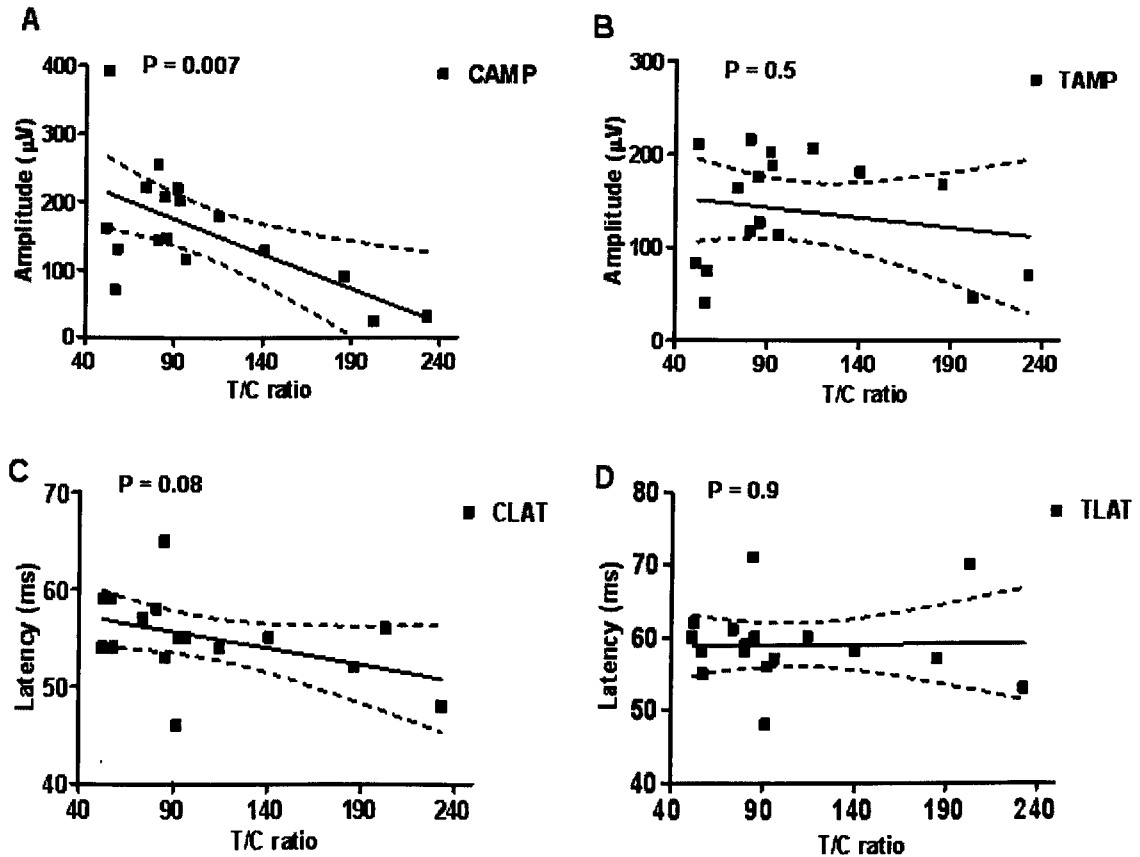 A
P = 0.007
CAMP
Amplitude (µV)
400
300
200
100
0
40 90 140 190 240
T/C ratio
B
P = 0.5
TAMP
Amplitude (µV)
300
200
100
0
40 90 140 190 240
T/C ratio
C
P = 0.08
CLAT
Latency (ms)
70
60
50
40
40 90 140 190 240
T/C ratio
D
P = 0.9
TLAT
Latency (ms)
80
70
60
50
40
40 90 140 190 240
T/C ratio